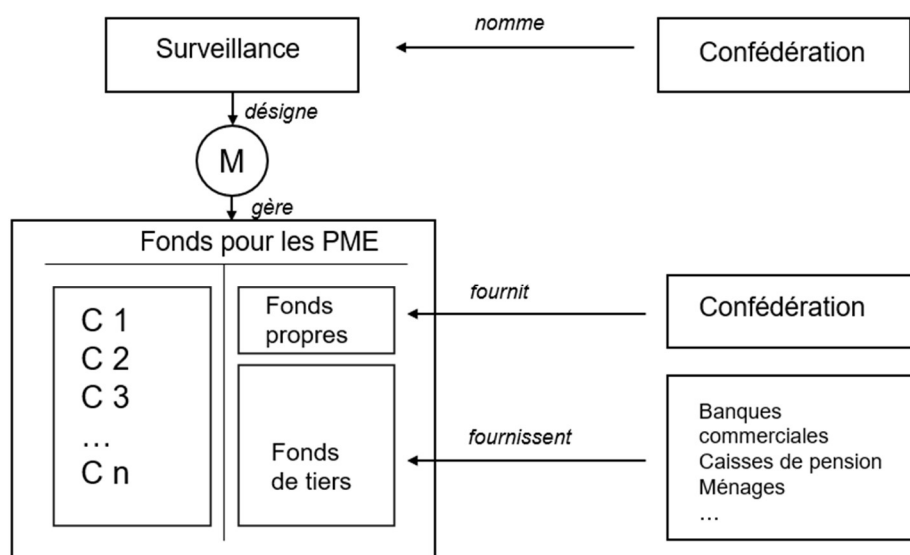 Surveillance
nomme
Confédération
désigne
M
gère
Fonds pour les PME
C 1
C 2
C 3
…
C n
Fonds
propres
fournit
Confédération
Fonds
de tiers
fournissent
Banques
commerciales
Caisses de pension
Ménages
…